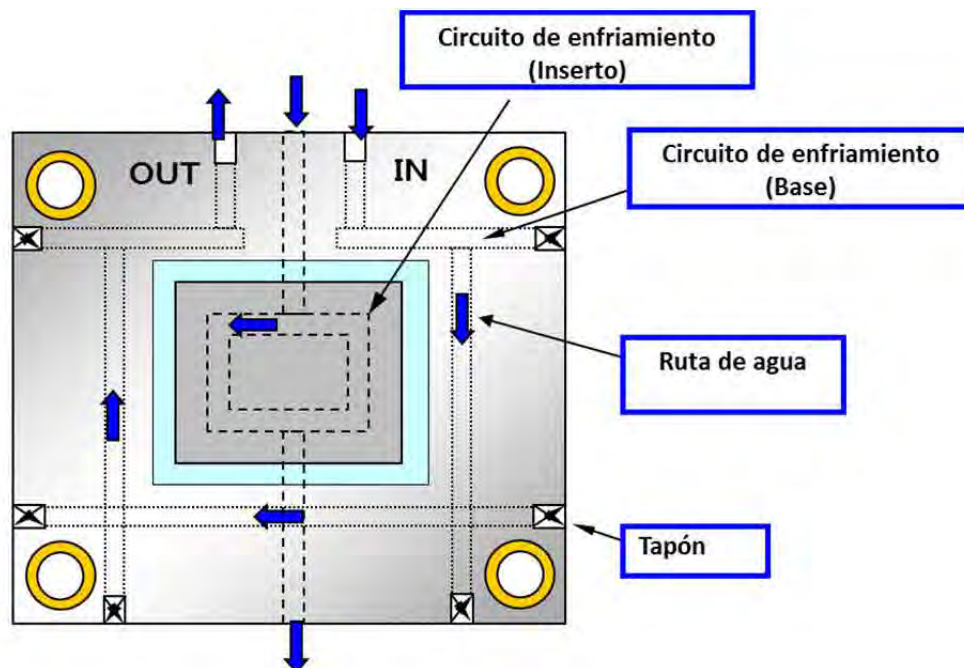 Circuito de enfriamiento
(Inserto)
OUT
IN
Circuito de enfriamiento
(Base)
Ruta de agua
Tapón